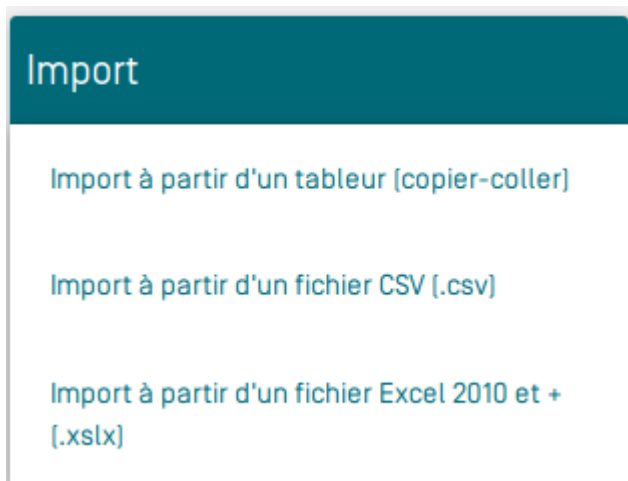 Import
Import à partir d'un tableur (copier-coller)
Import à partir d'un fichier CSV (.csv)
Import à partir d'un fichier Excel 2010 et +
(.xslx)